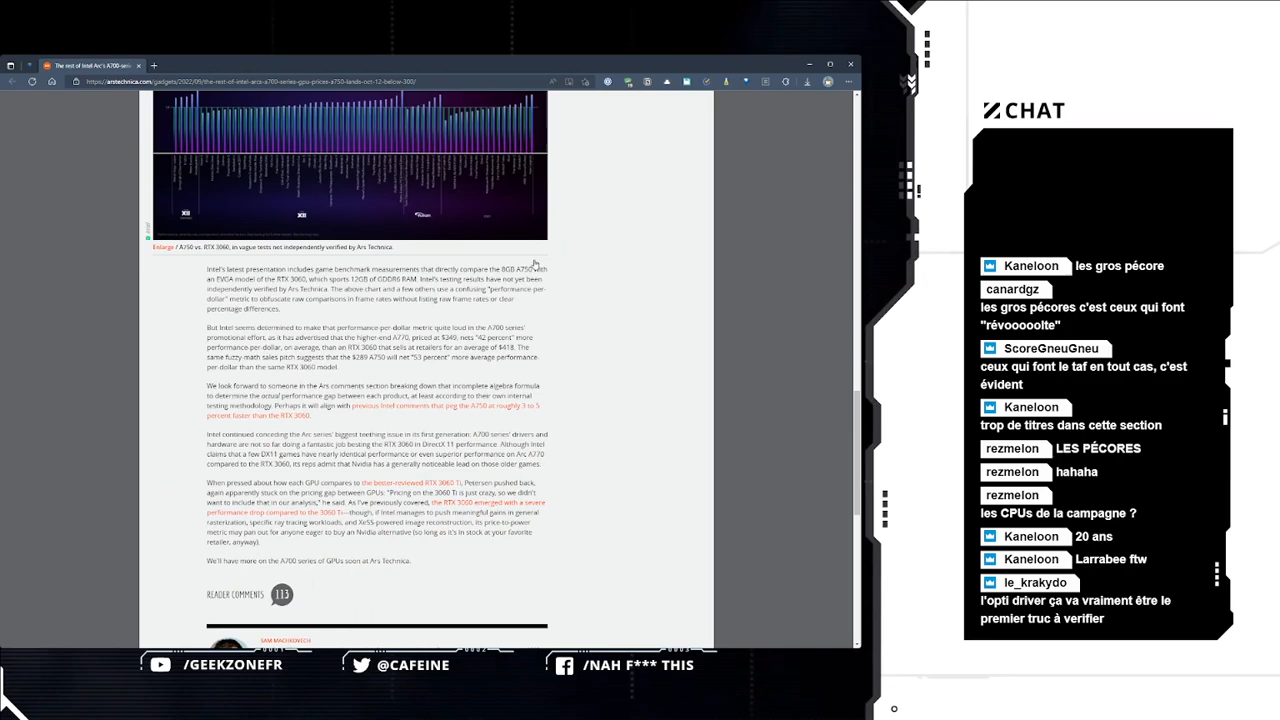 The rest of Intel Arc's A700-seri
https://arstechnica.com/gadgets/2022/09/the-rest-of-intel-arcs-a700-series-gpu-prices-a750-lands-oct-12-below-300/
Enlarge / A750 vs. RTX 3060, in vague tests not independently verified by Ars Technica.
Intel's latest presentation includes game benchmark measurements that directly compare the 8GB A750 with
an EVGA model of the RTX 3060, which sports 12GB of GDDR6 RAM. Intel's testing results have not yet been
independently verified by Ars Technica. The above chart and a few others use a confusing "performance-per-
dollar" metric to obfuscate raw comparisons in frame rates without listing raw frame rates or clear
percentage differences.
But Intel seems determined to make that performance-per-dollar metric quite loud in the A700 series'
promotional effort, as it has advertised that the higher-end A770, priced at $349, nets "42 percent" more
performance-per-dollar, on average, than an RTX 3060 that sells at retailers for an average of $418. The
same fuzzy-math sales pitch suggests that the $289 A750 will net "53 percent" more average performance-
per-dollar than the same RTX 3060 model.
We look forward to someone in the Ars comments section breaking down that incomplete algebra formula
to determine the actual performance gap between each product, at least according to their own internal
testing methodology. Perhaps it will align with previous Intel comments that peg the A750 at roughly 3 to 5
percent faster than the RTX 3060.
Intel continued conceding the Arc series' biggest teething issue in its first generation: A700 series' drivers and
hardware are not so far doing a fantastic job besting the RTX 3060 in DirectX 11 performance. Although Intel
claims that a few DX11 games have nearly identical performance or even superior performance on Arc A770
compared to the RTX 3060, its reps admit that Nvidia has a generally noticeable lead on those older games.
When pressed about how each GPU compares to the better-reviewed RTX 3060 Ti, Petersen pushed back,
again apparently stuck on the pricing gap between GPUs: "Pricing on the 3060 Ti is just crazy, so we didn't
want to include that in our analysis," he said. As I've previously covered, the RTX 3060 emerged with a severe
performance drop compared to the 3060 Ti—though, if Intel manages to push meaningful gains in general
rasterization, specific ray tracing workloads, and XeSS-powered image reconstruction, its price-to-power
metric may pan out for anyone eager to buy an Nvidia alternative (so long as it's in stock at your favorite
retailer, anyway).
We'll have more on the A700 series of GPUs soon at Ars Technica.
READER COMMENTS 113
SAM MACHKOVECH
/GEEKZONEFR
@CAFEINE
/NAH F*** THIS
CHAT
Kaneloon les gros pécore
canardgz
les gros pécores c'est ceux qui font
"révooooolte"
ScoreGneuGneu
ceux qui font le taf en tout cas, c'est
évident
Kaneloon
trop de titres dans cette section
rezmelon LES PÉCORES
rezmelon hahaha
rezmelon
les CPUs de la campagne ?
Kaneloon 20 ans
Kaneloon Larrabee ftw
le_krakydo
l'opti driver ça va vraiment être le
premier truc à verifier